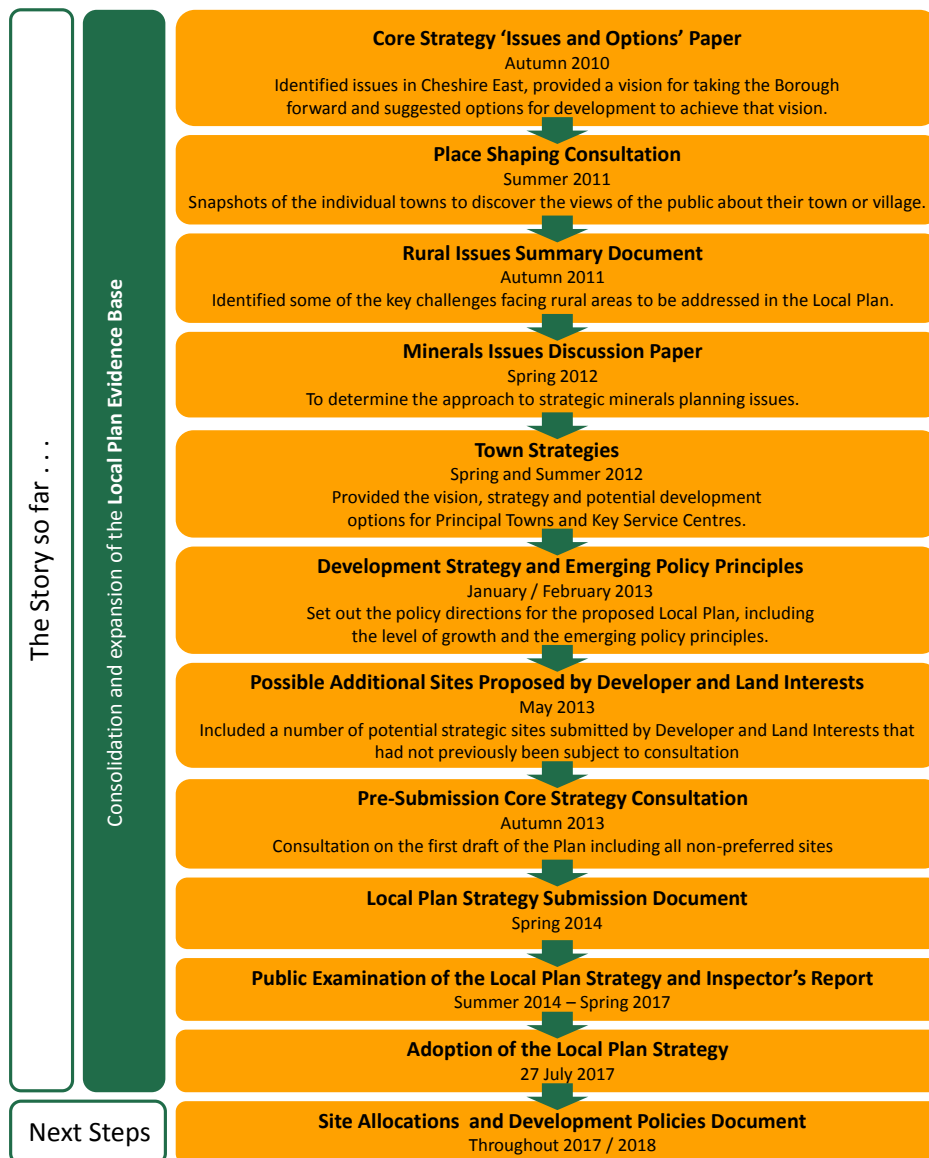 The Story so far . . .
Consolidation and expansion of the Local Plan Evidence Base
Core Strategy ‘Issues and Options’ Paper
Autumn 2010
Identified issues in Cheshire East, provided a vision for taking the Borough
forward and suggested options for development to achieve that vision.
Place Shaping Consultation
Summer 2011
Snapshots of the individual towns to discover the views of the public about their town or village.
Rural Issues Summary Document
Autumn 2011
Identified some of the key challenges facing rural areas to be addressed in the Local Plan.
Minerals Issues Discussion Paper
Spring 2012
To determine the approach to strategic minerals planning issues.
Town Strategies
Spring and Summer 2012
Provided the vision, strategy and potential development
options for Principal Towns and Key Service Centres.
Development Strategy and Emerging Policy Principles
January / February 2013
Set out the policy directions for the proposed Local Plan, including
the level of growth and the emerging policy principles.
Possible Additional Sites Proposed by Developer and Land Interests
May 2013
Included a number of potential strategic sites submitted by Developer and Land Interests that
had not previously been subject to consultation
Pre-Submission Core Strategy Consultation
Autumn 2013
Consultation on the first draft of the Plan including all non-preferred sites
Local Plan Strategy Submission Document
Spring 2014
Public Examination of the Local Plan Strategy and Inspector’s Report
Summer 2014 – Spring 2017
Adoption of the Local Plan Strategy
27 July 2017
Next Steps
Site Allocations and Development Policies Document
Throughout 2017 / 2018